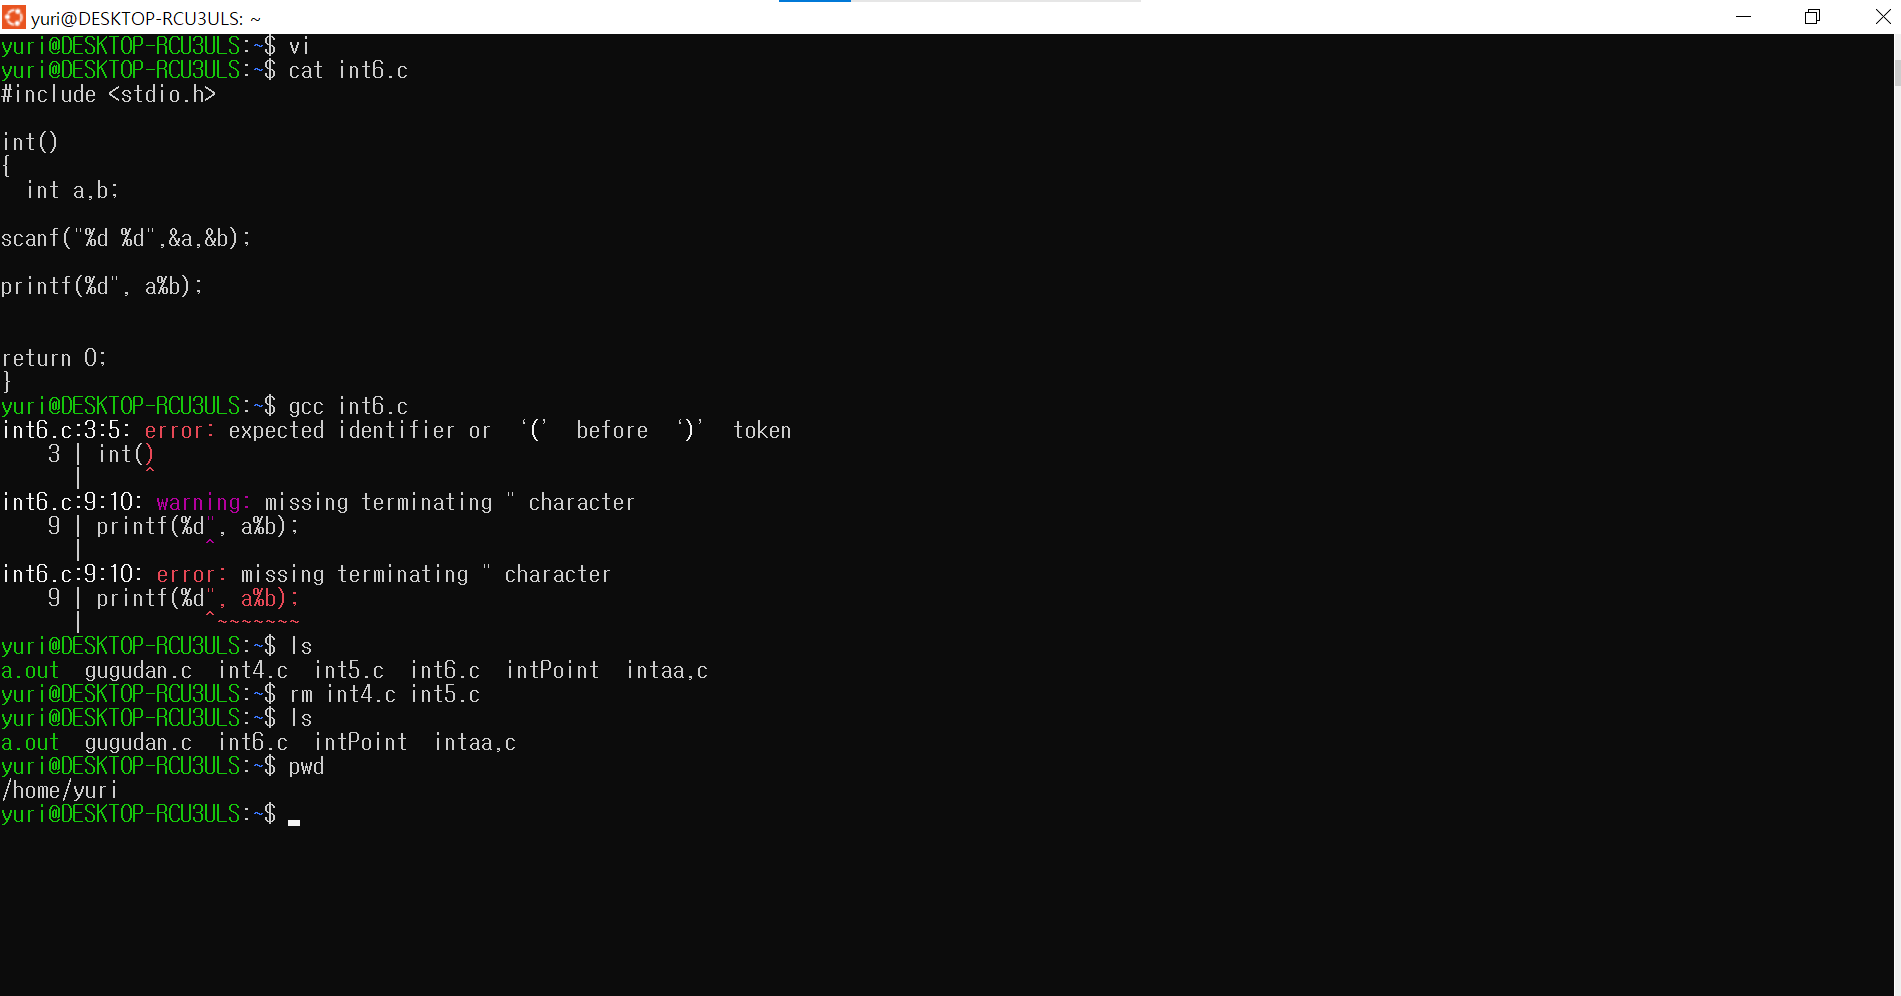 yuri@DESKTOP-RCU3ULS: ~
yuri@DESKTOP-RCU3ULS:~$ vi
yuri@DESKTOP-RCU3ULS:~$ cat int6.c
#include <stdio.h>
int()
{
  int a,b;
scanf("%d %d",&a,&b);
printf(%d", a%b);
return 0;
}
yuri@DESKTOP-RCU3ULS:~$ gcc int6.c
int6.c:3:5: error: expected identifier or ‘(’ before ‘)’ token
    3 | int()
      |     ^
int6.c:9:10: warning: missing terminating " character
    9 | printf(%d", a%b);
      |          ^
int6.c:9:10: error: missing terminating " character
    9 | printf(%d", a%b);
      |          ^~~~~~~~
yuri@DESKTOP-RCU3ULS:~$ ls
a.out  gugudan.c  int4.c  int5.c  int6.c  intPoint  intaa,c
yuri@DESKTOP-RCU3ULS:~$ rm int4.c int5.c
yuri@DESKTOP-RCU3ULS:~$ ls
a.out  gugudan.c  int6.c  intPoint  intaa,c
yuri@DESKTOP-RCU3ULS:~$ pwd
/home/yuri
yuri@DESKTOP-RCU3ULS:~$